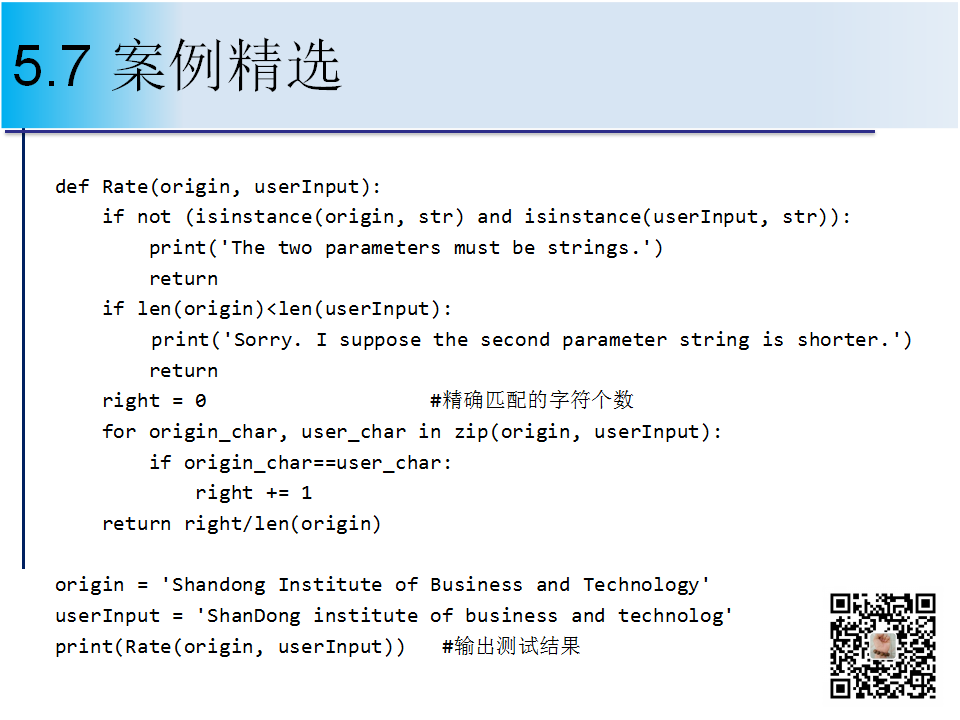 5.7 案例精选
def Rate(origin, userInput):
    if not (isinstance(origin, str) and isinstance(userInput, str)):
        print('The two parameters must be strings.')
        return
    if len(origin)<len(userInput):
        print('Sorry. I suppose the second parameter string is shorter.')
        return
    right = 0                   #精确匹配的字符个数
    for origin_char, user_char in zip(origin, userInput):
        if origin_char==user_char:
            right += 1
    return right/len(origin)
origin = 'Shandong Institute of Business and Technology'
userInput = 'ShanDong institute of business and technolog'
print(Rate(origin, userInput))   #输出测试结果